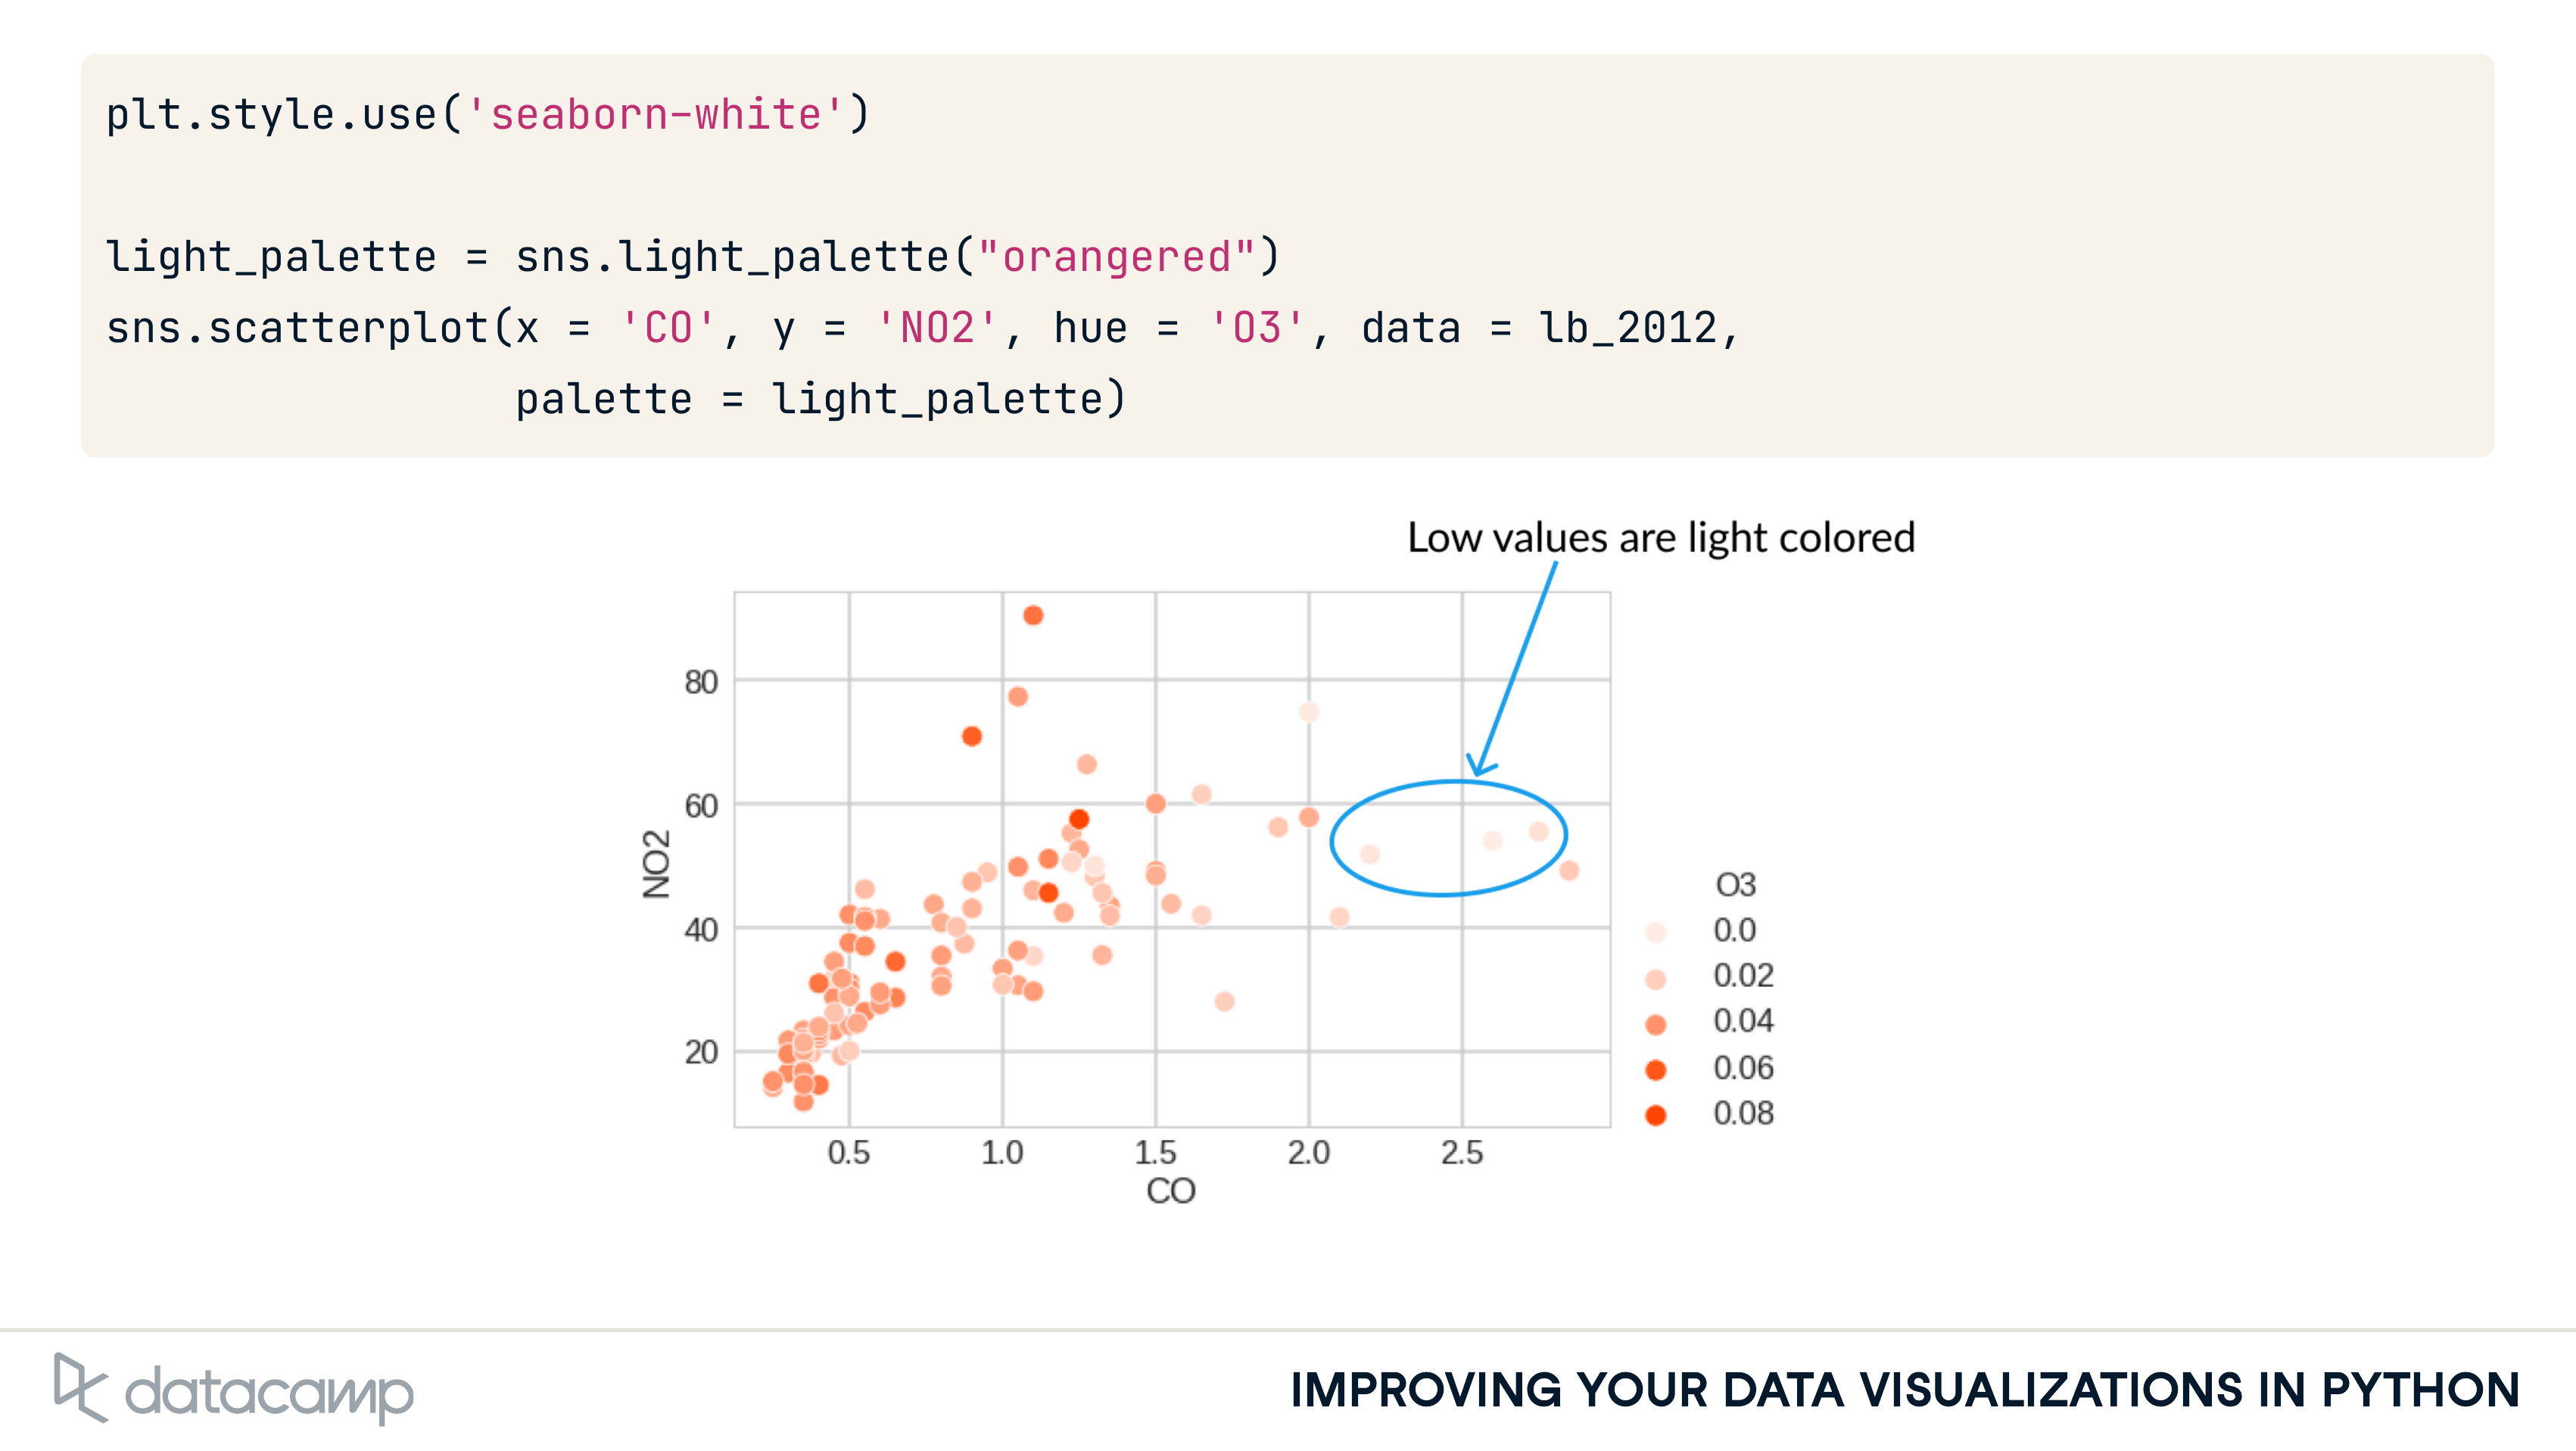 plt.style.use('seaborn-white')
light_palette = sns.light_palette("orangered")
sns.scatterplot(x = 'CO', y = 'NO2', hue = 'O3', data = lb_2012,
palette = light_palette)
Low values are light colored
80
60
40
20
NO2
0.5 1.0 1.5 2.0 2.5
CO
O3
0.0
0.02
0.04
0.06
0.08
datacamp
IMPROVING YOUR DATA VISUALIZATIONS IN PYTHON